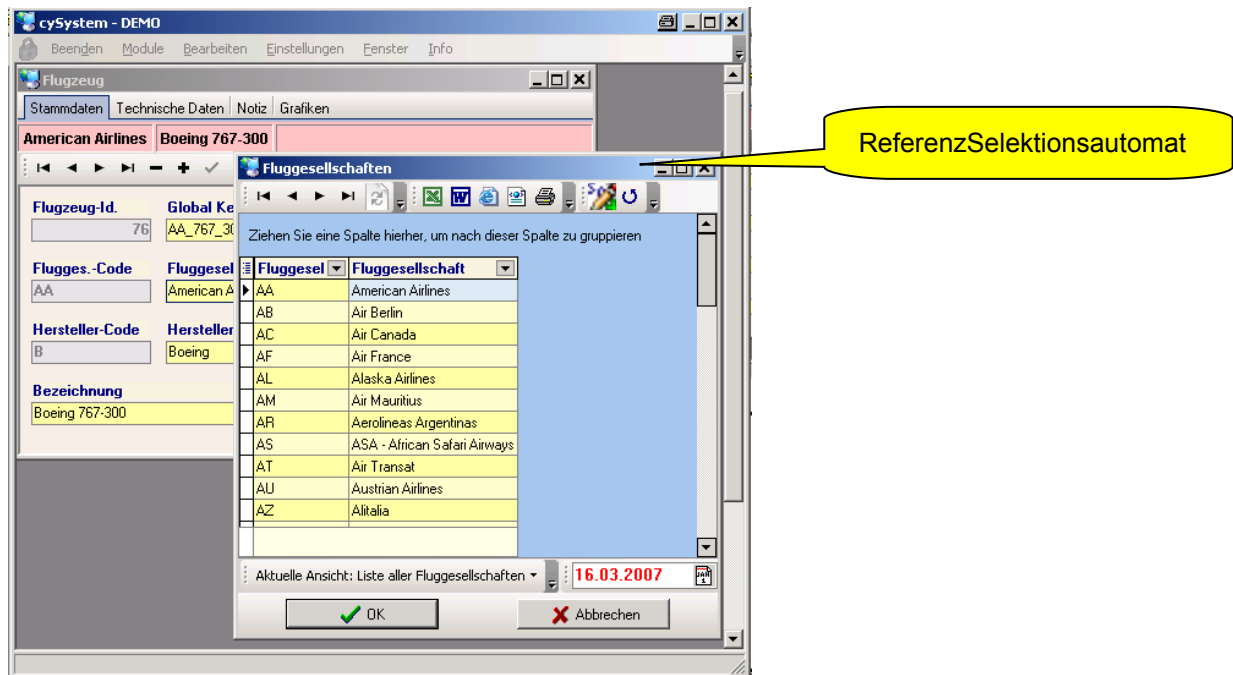 cySystem - DEMO
Beenden Module Bearbeiten Einstellungen Fenster Info
Flugzeug
Stammdaten Technische Daten Notiz Grafiken
American Airlines Boeing 767-300
ReferenzSelektionsautomat
Flugzeug-Id. Global Ke
76 AA_767_30
Flugges.-Code Fluggesel
AA American A
Hersteller-Code Hersteller
B Boeing
Bezeichnung
Boeing 767-300
Fluggesellschaften
Ziehen Sie eine Spalte hierher, um nach dieser Spalte zu gruppieren
Fluggesel Fluggesellschaft
AA American Airlines
AB Air Berlin
AC Air Canada
AF Air France
AL Alaska Airlines
AM Air Mauritius
AR Aerolineas Argentinas
AS ASA - African Safari Airways
AT Air Transat
AU Austrian Airlines
AZ Alitalia
Aktuelle Ansicht: Liste aller Fluggesellschaften 16.03.2007
OK Abbrechen